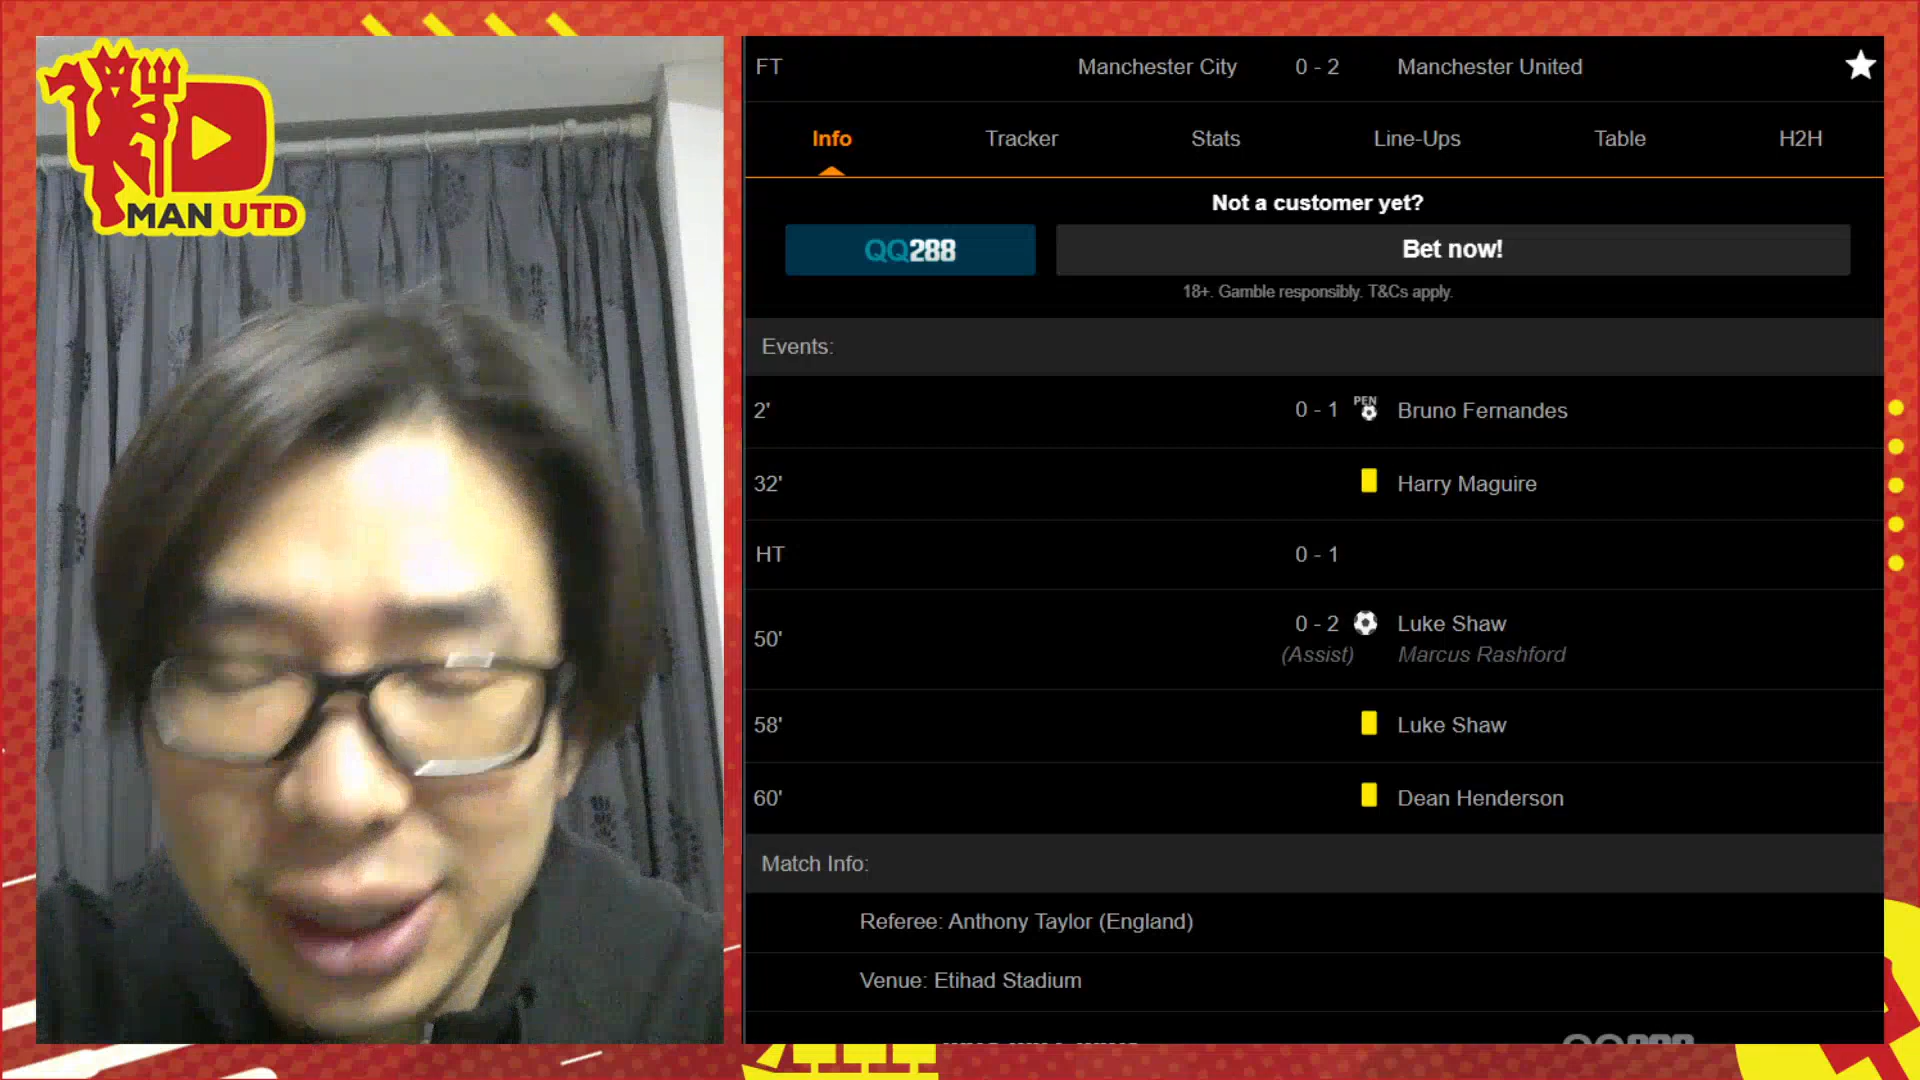 MAN UTD
FT Manchester City 0 - 2 Manchester United
Info Tracker Stats Line-Ups Table H2H
Not a customer yet?
QQ288 Bet now!
18+. Gamble responsibly. T&Cs apply.
Events:
2' 0 - 1 PEN Bruno Fernandes
32' Harry Maguire
HT 0 - 1
50' 0 - 2 Luke Shaw
(Assist) Marcus Rashford
58' Luke Shaw
60' Dean Henderson
Match Info:
Referee: Anthony Taylor (England)
Venue: Etihad Stadium